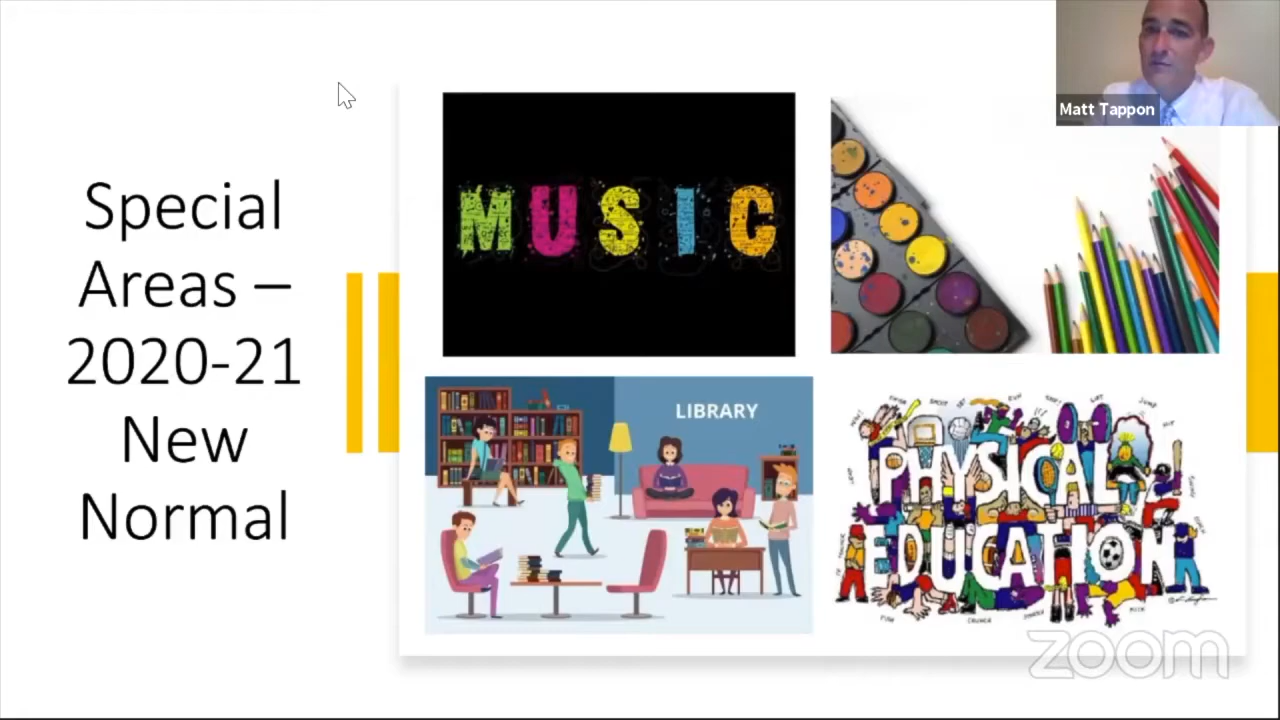 Matt Tappon
Special
Areas –
2020-21
New
Normal
MUSIC
LIBRARY
PHYSICAL
EDUCATION
zoom